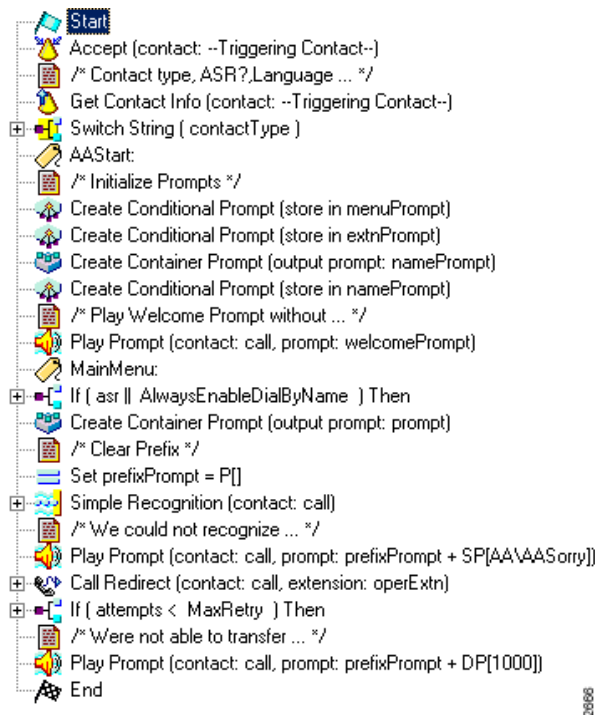 Start
Accept (contact: --Triggering Contact--)
/* Contact type, ASR?,Language ... */
Get Contact Info (contact: --Triggering Contact--)
Switch String ( contactType )
AAStart:
/* Initialize Prompts */
Create Conditional Prompt (store in menuPrompt)
Create Conditional Prompt (store in extnPrompt)
Create Container Prompt (output prompt: namePrompt)
Create Conditional Prompt (store in namePrompt)
/* Play Welcome Prompt without ... */
Play Prompt (contact: call, prompt: welcomePrompt)
MainMenu:
If ( asr || AlwaysEnableDialByName ) Then
Create Container Prompt (output prompt: prompt)
/* Clear Prefix */
Set prefixPrompt = P[]
Simple Recognition (contact: call)
/* We could not recognize ... */
Play Prompt (contact: call, prompt: prefixPrompt + SP[AA\AASorry])
Call Redirect (contact: call, extension: operExtn)
If ( attempts < MaxRetry ) Then
/* Were not able to transfer ... */
Play Prompt (contact: call, prompt: prefixPrompt + DP[1000])
End